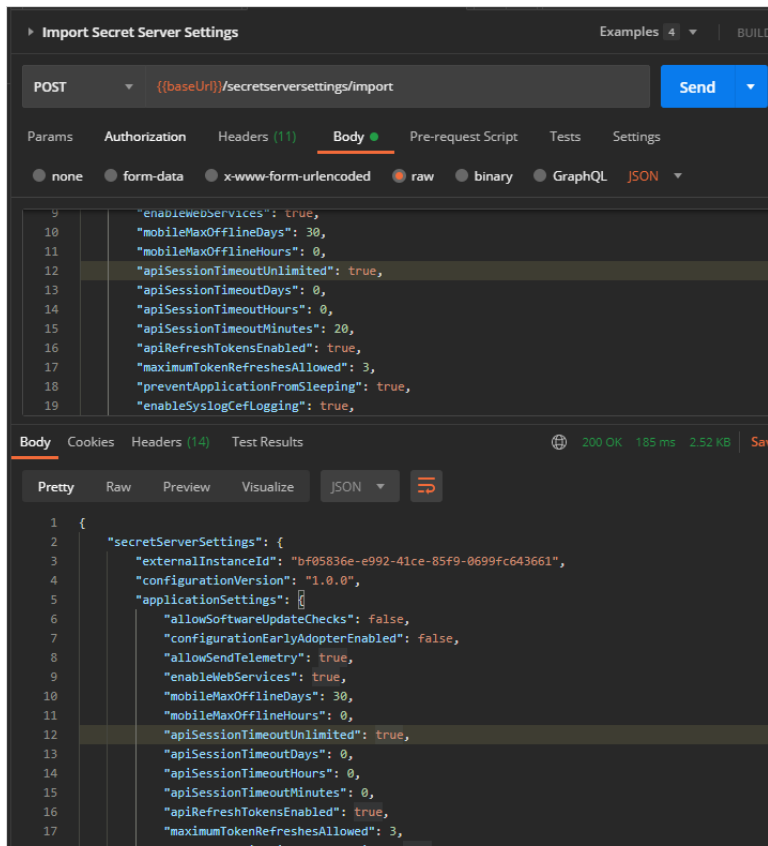 Import Secret Server Settings Examples 4 BUILD
POST {{baseUrl}}/secretserversettings/import Send
Params Authorization Headers (11) Body Pre-request Script Tests Settings
none form-data x-www-form-urlencoded raw binary GraphQL JSON
9 "enableWebServices": true,
10 "mobileMaxOfflineDays": 30,
11 "mobileMaxOfflineHours": 0,
12 "apiSessionTimeoutUnlimited": true,
13 "apiSessionTimeoutDays": 0,
14 "apiSessionTimeoutHours": 0,
15 "apiSessionTimeoutMinutes": 20,
16 "apiRefreshTokensEnabled": true,
17 "maximumTokenRefreshesAllowed": 3,
18 "preventApplicationFromSleeping": true,
19 "enableSyslogCefLogging": true,
Body Cookies Headers (14) Test Results 200 OK 185 ms 2.52 KB Sav
Pretty Raw Preview Visualize JSON
1 {
2 "secretServerSettings": {
3 "externalInstanceId": "bf05836e-e992-41ce-85f9-0699fc643661",
4 "configurationVersion": "1.0.0",
5 "applicationSettings": {
6 "allowSoftwareUpdateChecks": false,
7 "configurationEarlyAdopterEnabled": false,
8 "allowSendTelemetry": true,
9 "enableWebServices": true,
10 "mobileMaxOfflineDays": 30,
11 "mobileMaxOfflineHours": 0,
12 "apiSessionTimeoutUnlimited": true,
13 "apiSessionTimeoutDays": 0,
14 "apiSessionTimeoutHours": 0,
15 "apiSessionTimeoutMinutes": 0,
16 "apiRefreshTokensEnabled": true,
17 "maximumTokenRefreshesAllowed": 3,